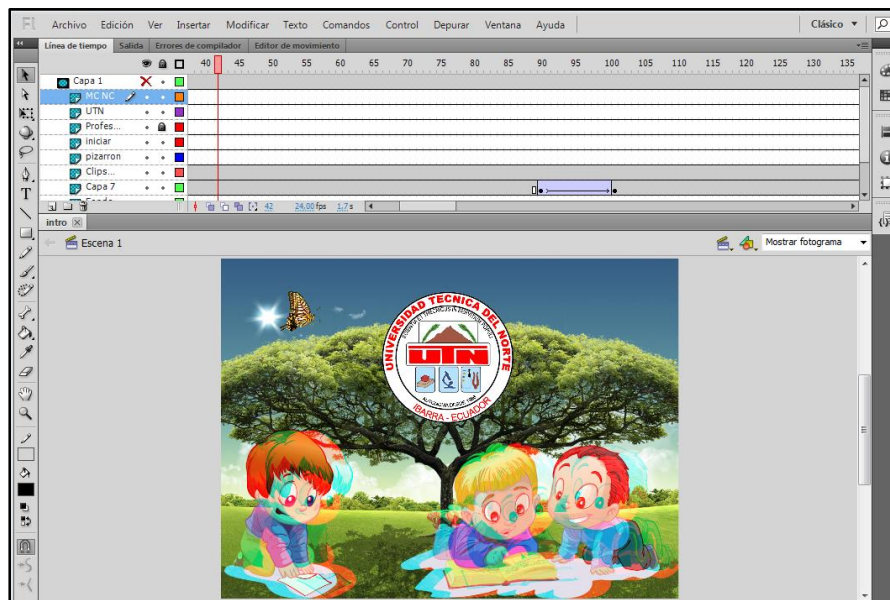 Fl Archivo Edición Ver Insertar Modificar Texto Comandos Control Depurar Ventana Ayuda Clásico
Línea de tiempo Salida Errores de compilador Editor de movimiento
40 45 50 55 60 65 70 75 80 85 90 95 100 105 110 115 120 125 130 135
Capa 1
MC NC
UTN
Profes...
iniciar
pizarron
Clips...
Capa 7
42 24.00 fps 1.7 s
intro
Escena 1 Mostrar fotograma
UNIVERSIDAD TECNICA DEL NORTE
UTN
IBARRA - ECUADOR